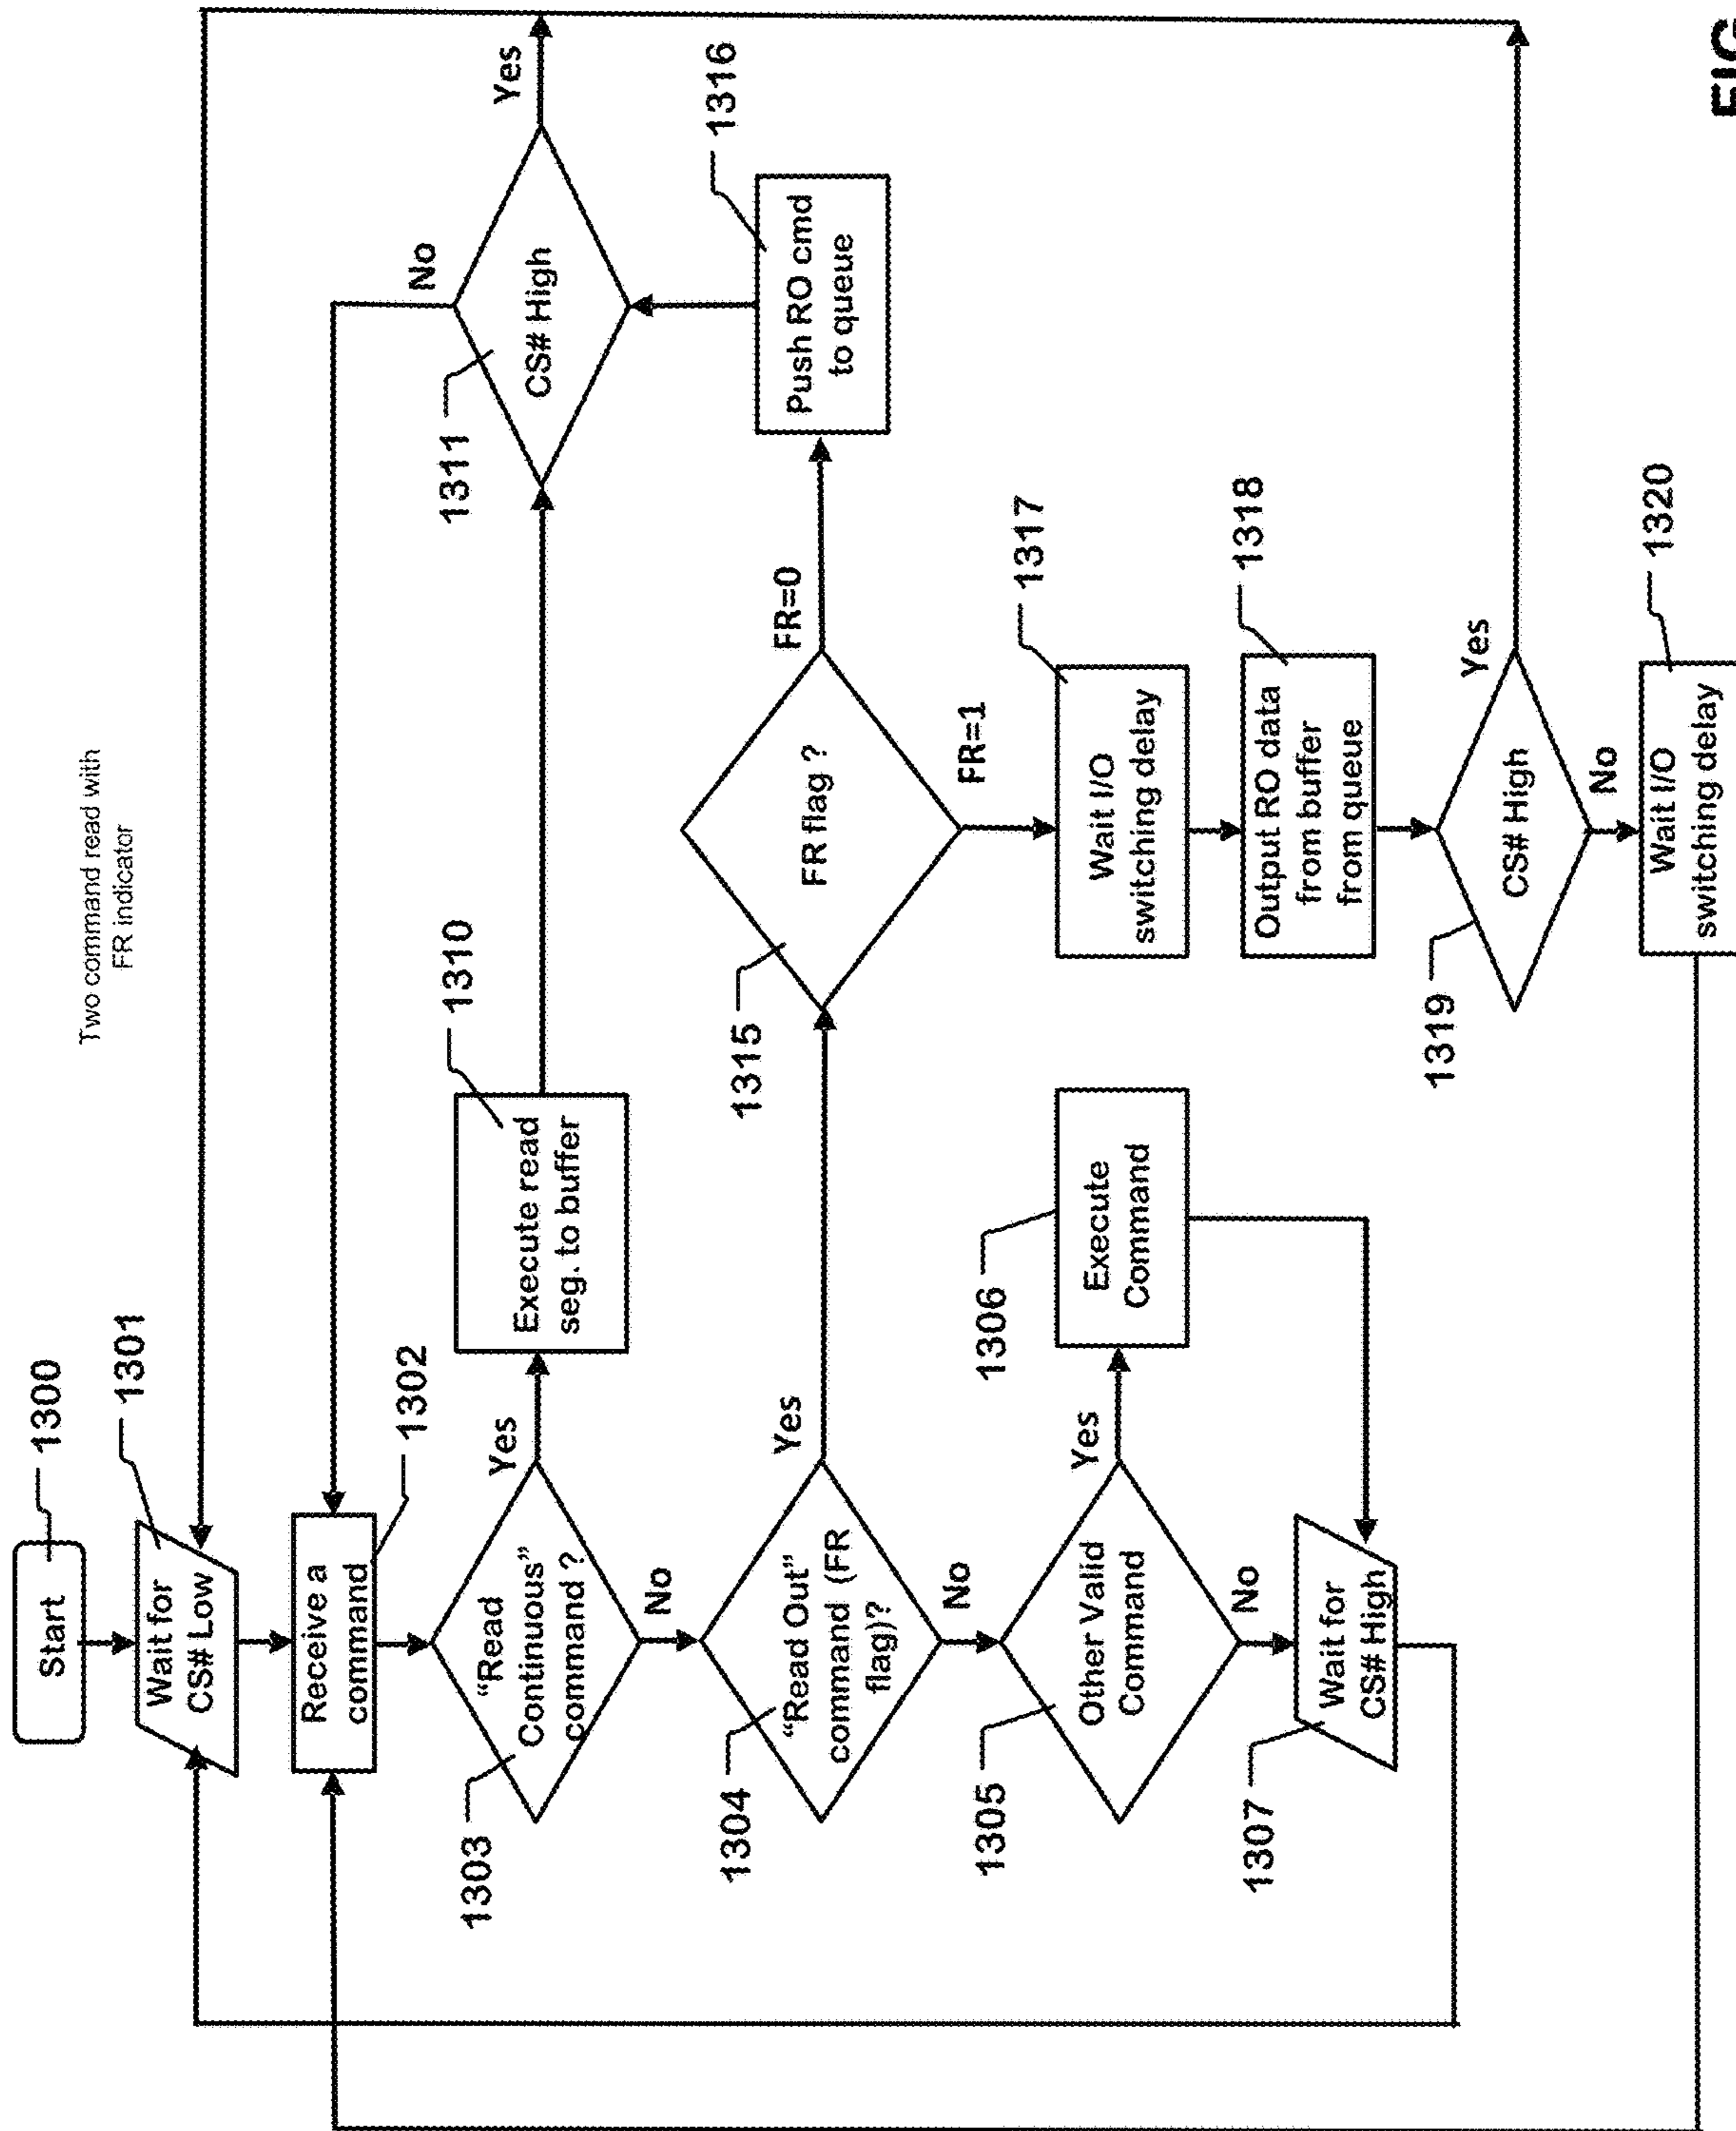 Two command read with
FR indicator
Start
1300
Wait for
CS# Low
1301
Receive a
command
1302
"Read
Continuous"
command ?
1303
Yes
No
Execute read
seg. to buffer
1310
CS# High
1311
No
Yes
"Read Out"
command (FR
flag)?
1304
Yes
No
FR flag ?
1315
FR=0
FR=1
Push RO cmd
to queue
1316
Other Valid
Command
1305
Yes
No
Execute
Command
1306
Wait for
CS# High
1307
Wait I/O
switching delay
1317
Output RO data
from buffer
from queue
1318
CS# High
1319
Yes
No
Wait I/O
switching delay
1320